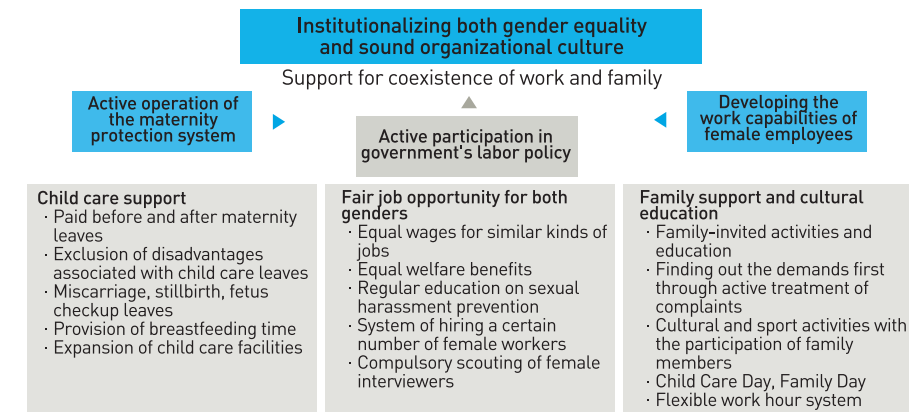 Institutionalizing both gender equality
and sound organizational culture
Support for coexistence of work and family
Active operation of
the maternity
protection system
Active participation in
government's labor policy
Developing the
work capabilities of
female employees
Child care support
· Paid before and after maternity
leaves
· Exclusion of disadvantages
associated with child care leaves
· Miscarriage, stillbirth, fetus
checkup leaves
· Provision of breastfeeding time
· Expansion of child care facilities
Fair job opportunity for both
genders
· Equal wages for similar kinds of
jobs
· Equal welfare benefits
· Regular education on sexual
harassment prevention
· System of hiring a certain
number of female workers
· Compulsory scouting of female
interviewers
Family support and cultural
education
· Family-invited activities and
education
· Finding out the demands first
through active treatment of
complaints
· Cultural and sport activities with
the participation of family
members
· Child Care Day, Family Day
· Flexible work hour system